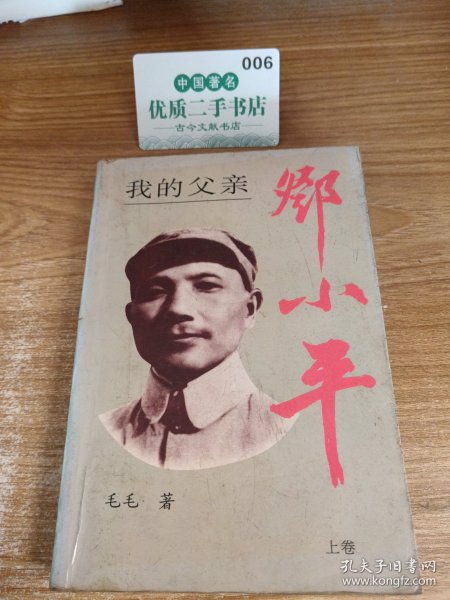 006
中国著名
优质二手书店
古今文献书店
我的父亲
邓小平
毛毛 著
上卷
孔夫子旧书网
www.kongfz.com